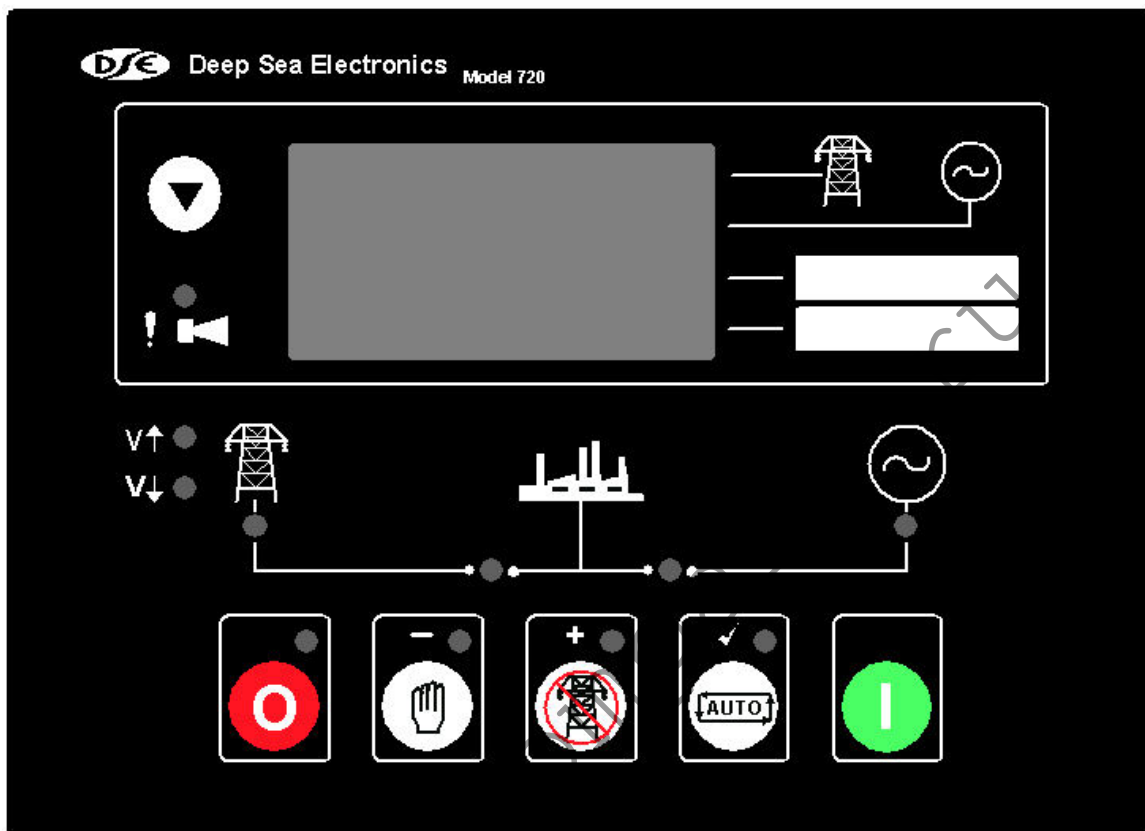 DSE Deep Sea Electronics Model 720
!
V↑
V↓
− + ✓
O AUTO I